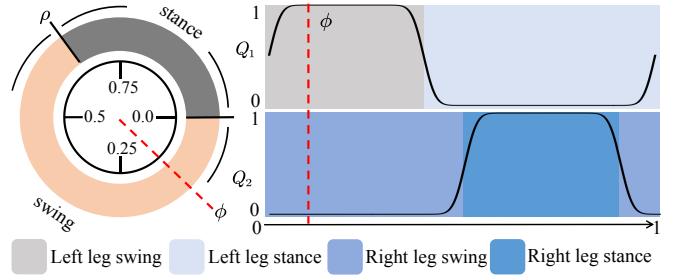 ρ
stance
0.75
0.5
0.0
0.25
swing
ϕ
1
Q1
0
ϕ
1
Q2
0
0
1
Left leg swing
Left leg stance
Right leg swing
Right leg stance